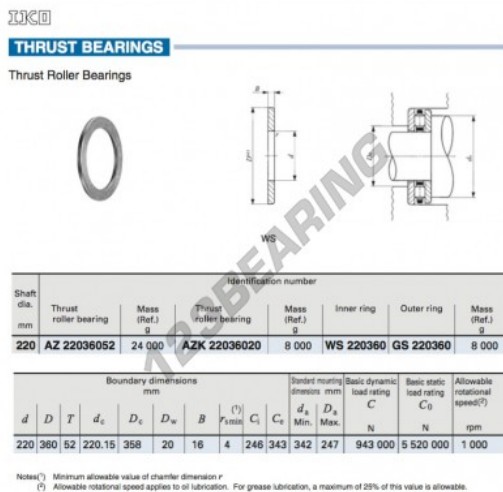 IKO
THRUST BEARINGS
Thrust Roller Bearings
B
r
D
d
Da
da
WS
123BEARING
Identification number
Shaft dia. mm Thrust roller bearing Mass (Ref.) g Thrust roller bearing Mass (Ref.) g Inner ring Outer ring Mass (Ref.) g
220 AZ 22036052 24 000 AZK 22036020 8 000 WS 220360 GS 220360 8 000
Boundary dimensions mm Standard mounting dimensions mm Basic dynamic load rating C N Basic static load rating C0 N Allowable rotational speed(²) rpm
d D T dc Dc Dw B rsmin(¹) Ci Ce da Min. Da Max.
220 360 52 220.15 358 20 16 4 246 343 342 247 943 000 5 520 000 1 000
Notes(¹) Minimum allowable value of chamfer dimension r
(²) Allowable rotational speed applies to oil lubrication. For grease lubrication, a maximum of 25% of this value is allowable.